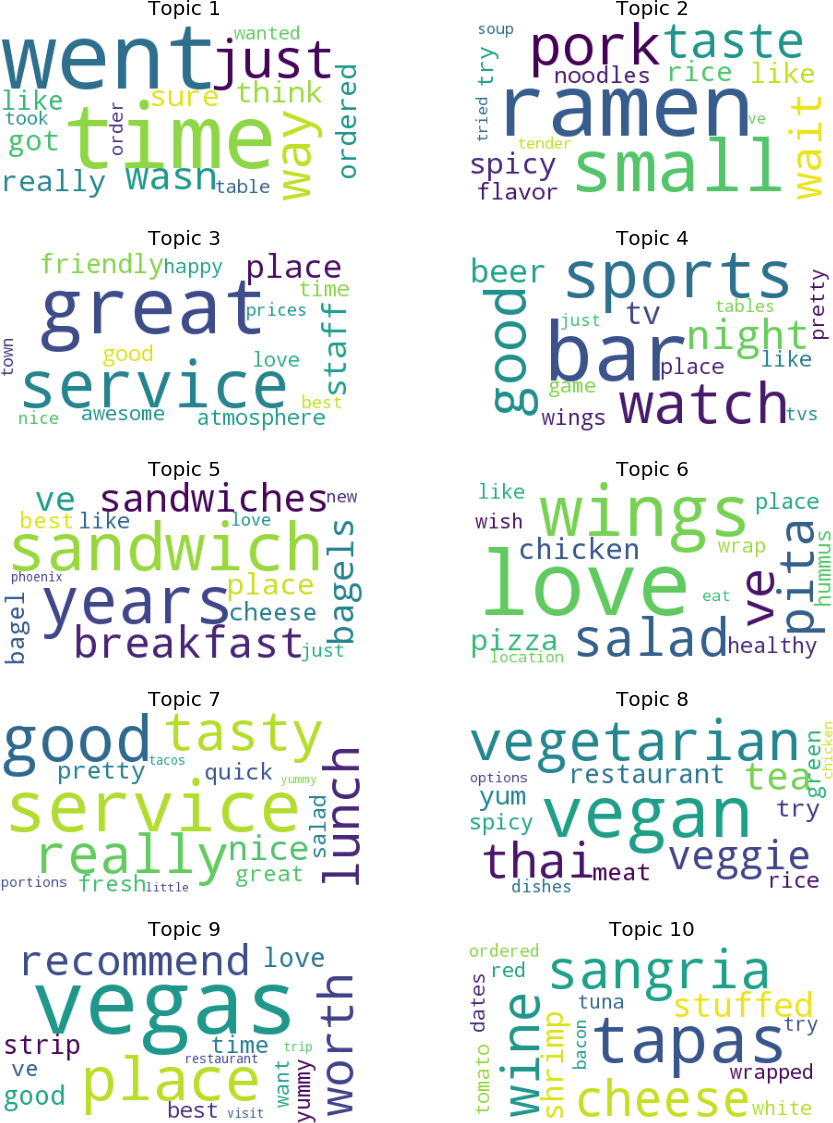 Topic 1
wanted
went
just
like
sure
think
took
order
time
got
way
ordered
really
wasn
table
Topic 2
soup
pork
taste
try
noodles
rice
like
tried
ramen
ve
wait
tender
spicy
small
flavor
Topic 3
friendly
happy
place
great
time
prices
town
good
love
staff
service
best
nice
awesome
atmosphere
Topic 4
beer
sports
pretty
good
just
tv
tables
night
bar
place
like
game
wings
watch
tvs
Topic 5
ve
sandwiches
new
best
like
love
sandwich
bagels
phoenix
years
place
bagel
cheese
breakfast
just
Topic 6
like
wings
place
wish
chicken
wrap
pita
hummus
love
eat
ve
pizza
salad
healthy
location
Topic 7
good
tasty
tacos
pretty
quick
yummy
service
salad
lunch
really
nice
great
portions
fresh
little
Topic 8
vegetarian
green
chicken
options
restaurant
tea
yum
vegan
try
spicy
thai
meat
veggie
rice
dishes
Topic 9
recommend
love
vegas
worth
strip
time
trip
restaurant
ve
place
want
yummy
good
best
visit
Topic 10
ordered
red
sangria
dates
wine
tuna
stuffed
shrimp
bacon
tapas
try
tomato
wrapped
cheese
white